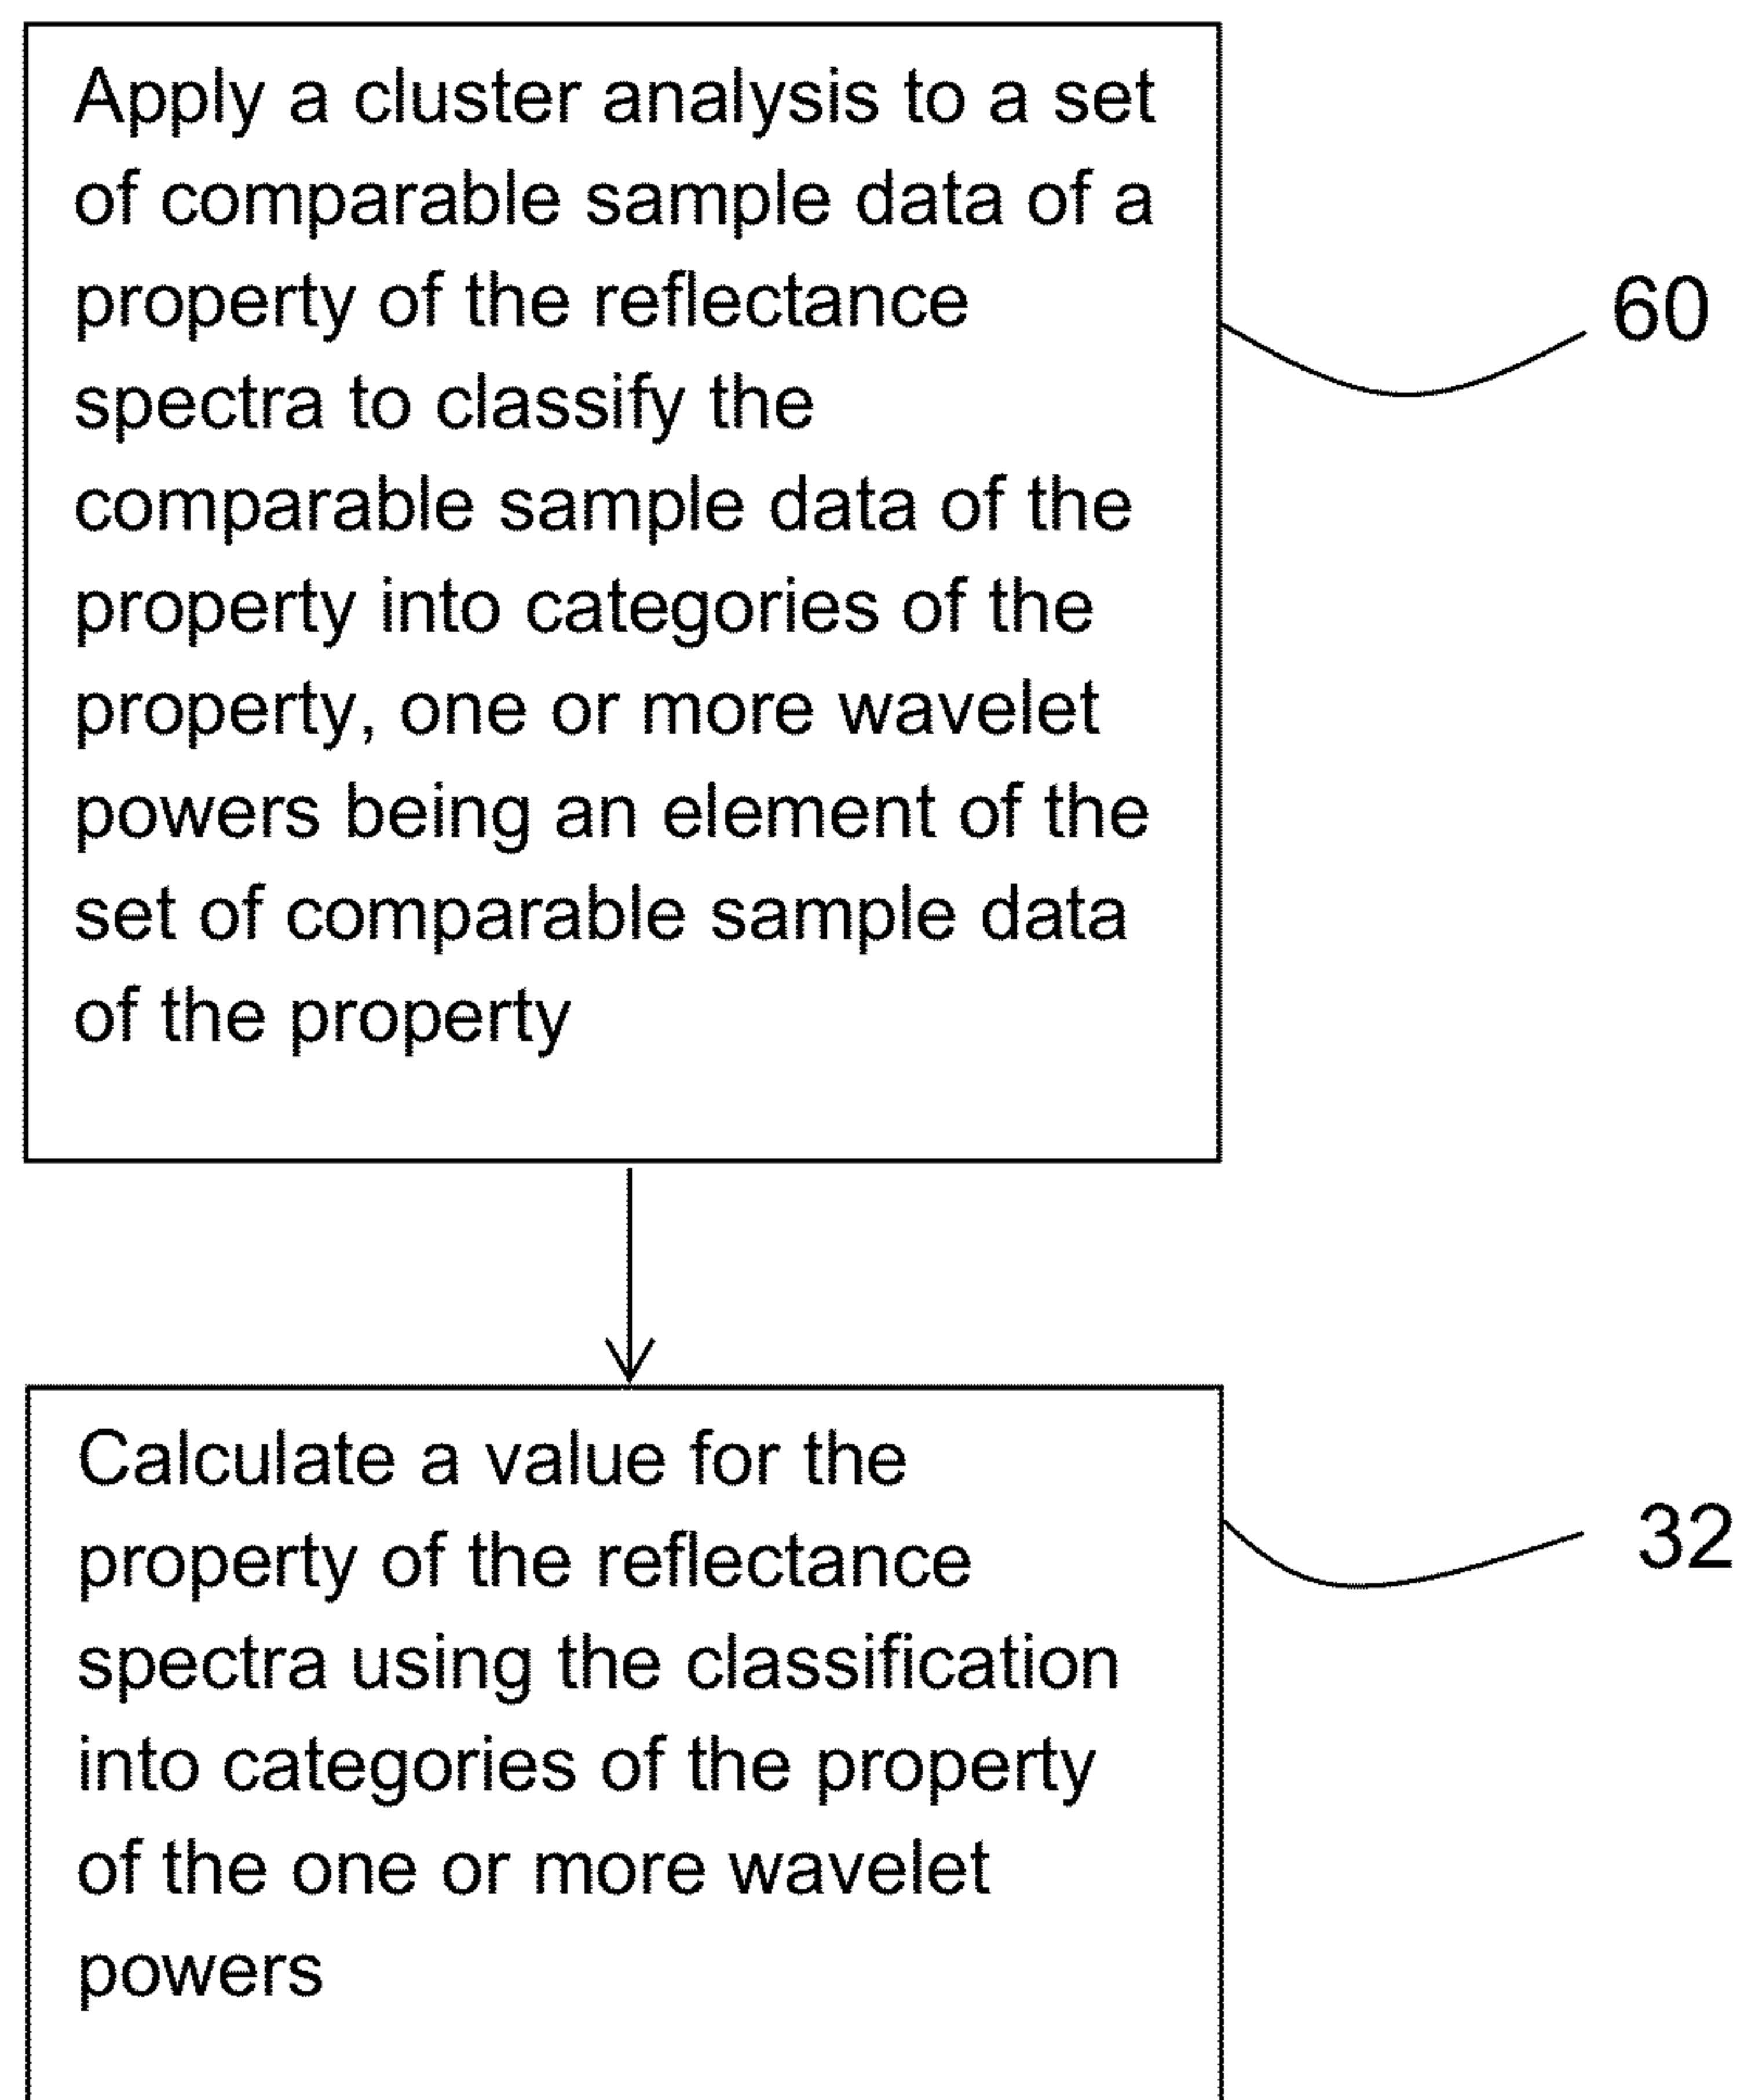 Apply a cluster analysis to a set
of comparable sample data of a
property of the reflectance
spectra to classify the
comparable sample data of the
property into categories of the
property, one or more wavelet
powers being an element of the
set of comparable sample data
of the property
60
Calculate a value for the
property of the reflectance
spectra using the classification
into categories of the property
of the one or more wavelet
powers
32